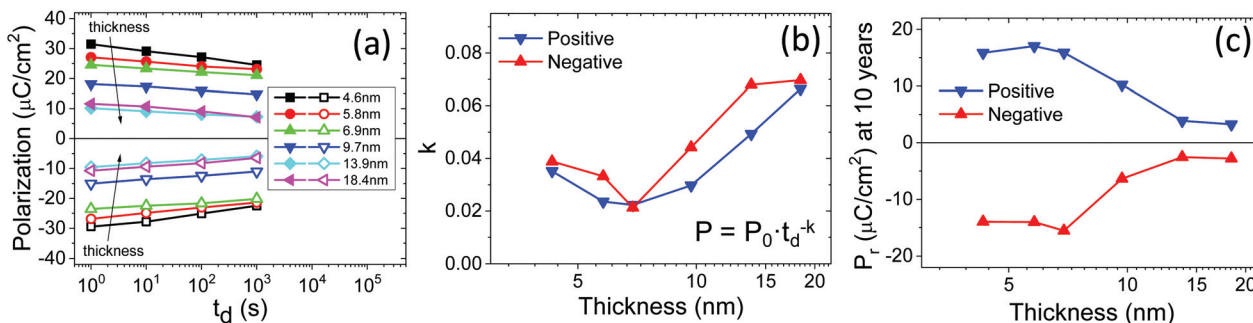 (a)
thickness
thickness
Polarization (μC/cm²)
40
30
20
10
0
-10
-20
-30
-40
10⁰ 10¹ 10² 10³ 10⁴ 10⁵
t_d (s)
4.6nm
5.8nm
6.9nm
9.7nm
13.9nm
18.4nm
(b)
Positive
Negative
k
0.10
0.08
0.06
0.04
0.02
0.00
P = P₀·t_d^-k
5 10 15 20
Thickness (nm)
(c)
Positive
Negative
P_r (μC/cm²) at 10 years
20
10
0
-10
-20
5 10 15 20
Thickness (nm)